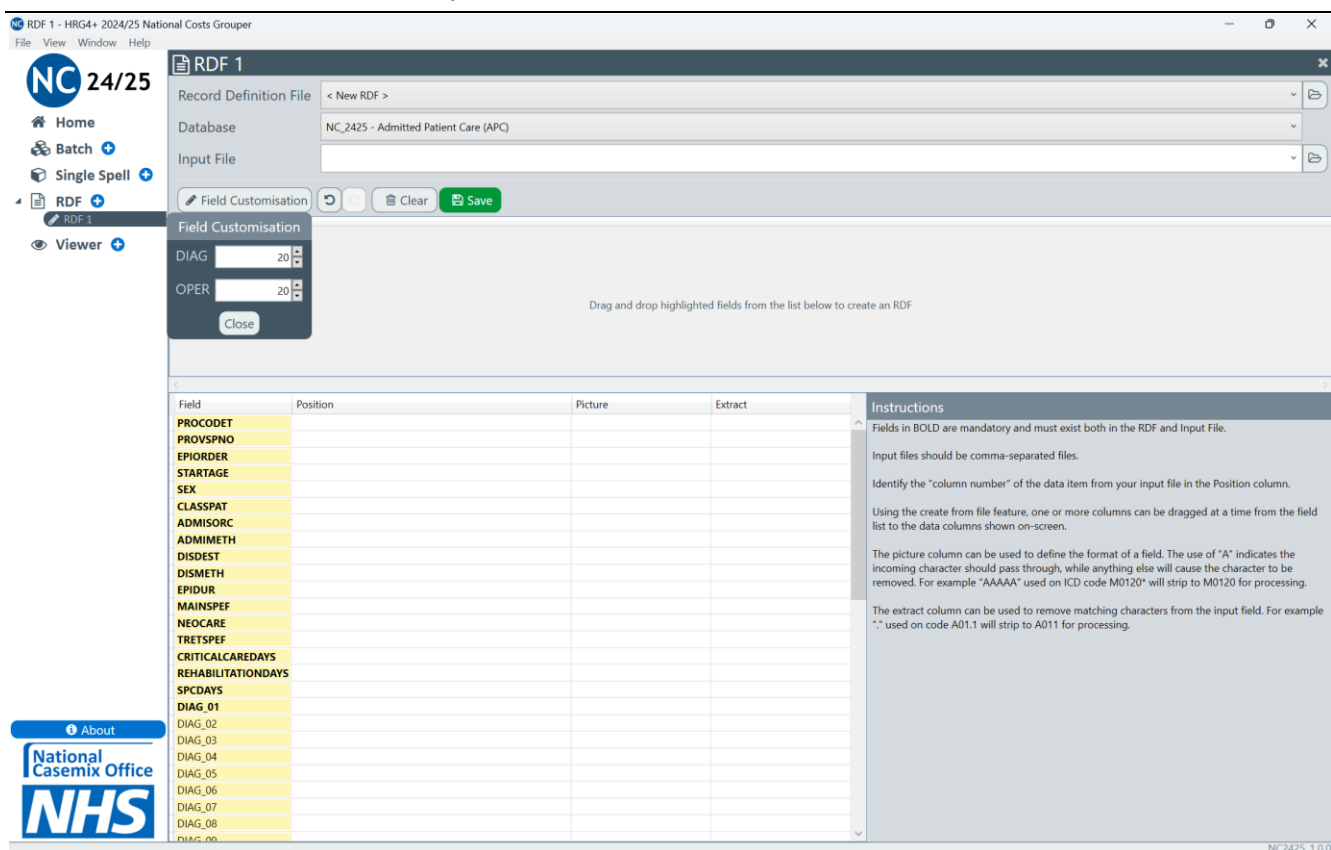 RDF 1 - HRG4+ 2024/25 National Costs Grouper
File View Window Help
NC 24/25
Home
Batch
Single Spell
RDF
RDF 1
Viewer
RDF 1
Record Definition File < New RDF >
Database NC_2425 - Admitted Patient Care (APC)
Input File
Field Customisation Clear Save
Field Customisation
DIAG 20
OPER 20
Close
Drag and drop highlighted fields from the list below to create an RDF
Field Position Picture Extract
PROCODET
PROVSPNO
EPIORDER
STARTAGE
SEX
CLASSPAT
ADMISORC
ADMIMETH
DISDEST
DISMETH
EPIDUR
MAINSPEF
NEOCARE
TRETSPEF
CRITICALCAREDAYS
REHABILITATIONDAYS
SPCDAYS
DIAG_01
DIAG_02
DIAG_03
DIAG_04
DIAG_05
DIAG_06
DIAG_07
DIAG_08
DIAG_09
Instructions
Fields in BOLD are mandatory and must exist both in the RDF and Input File.
Input files should be comma-separated files.
Identify the "column number" of the data item from your input file in the Position column.
Using the create from file feature, one or more columns can be dragged at a time from the field
list to the data columns shown on-screen.
The picture column can be used to define the format of a field. The use of "A" indicates the
incoming character should pass through, while anything else will cause the character to be
removed. For example "AAAAA" used on ICD code M0120* will strip to M0120 for processing.
The extract column can be used to remove matching characters from the input field. For example
"." used on code A01.1 will strip to A011 for processing.
About
National
Casemix Office
NHS
NC2425_1.0.0